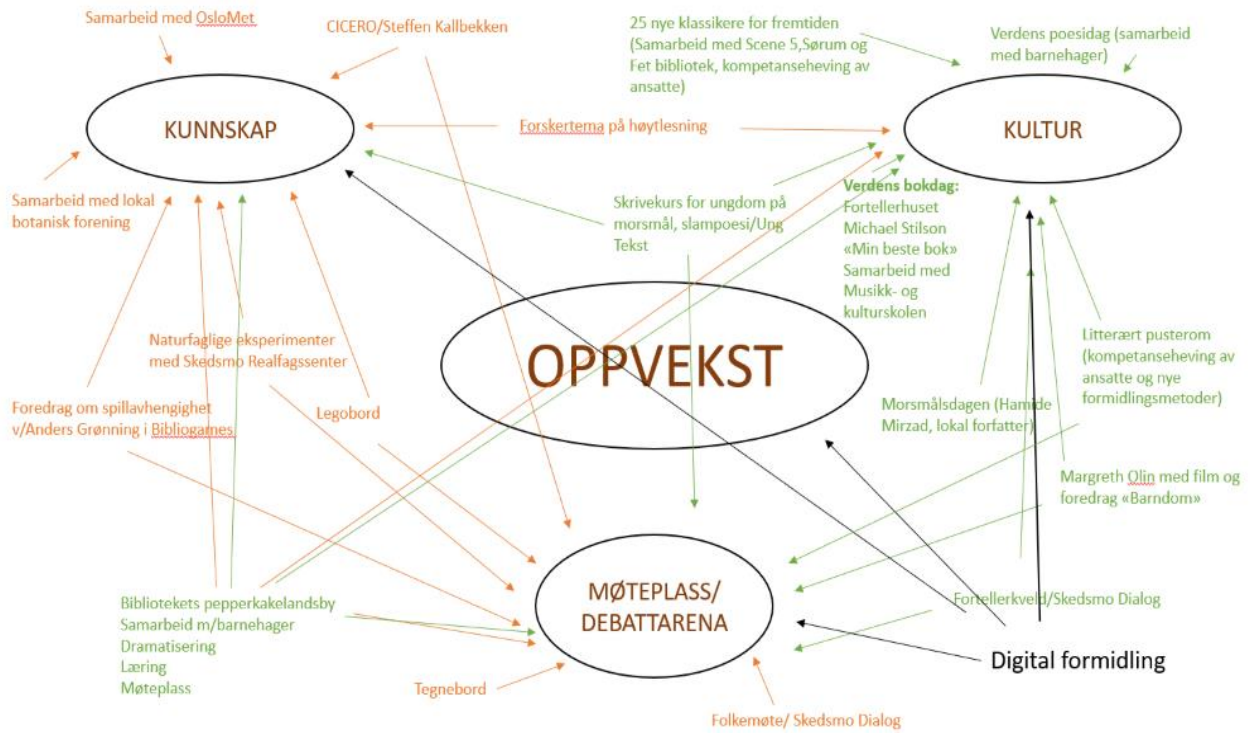 Samarbeid med OsloMet
CICERO/Steffen Kallbekken
25 nye klassikere for fremtiden
(Samarbeid med Scene 5,Sørum og
Fet bibliotek, kompetanseheving av
ansatte)
Verdens poesidag (samarbeid
med barnehager)
KUNNSKAP
Forskertema på høytlesning
KULTUR
Samarbeid med lokal
botanisk forening
Skrivekurs for ungdom på
morsmål, slampoesi/Ung
Tekst
Verdens bokdag:
Fortellerhuset
Michael Stilson
«Min beste bok»
Samarbeid med
Musikk- og
kulturskolen
Naturfaglige eksperimenter
med Skedsmo Realfagssenter
OPPVEKST
Litterært pusterom
(kompetanseheving av
ansatte og nye
formidlingsmetoder)
Foredrag om spillavhengighet
v/Anders Grønning i Bibliogames
Legobord
Morsmålsdagen (Hamide
Mirzad, lokal forfatter)
Margreth Olin med film og
foredrag «Barndom»
Bibliotekets pepperkakelandsby
Samarbeid m/barnehager
Dramatisering
Læring
Møteplass
MØTEPLASS/
DEBATTARENA
Fortellerkveld/Skedsmo Dialog
Digital formidling
Tegnebord
Folkemøte/ Skedsmo Dialog